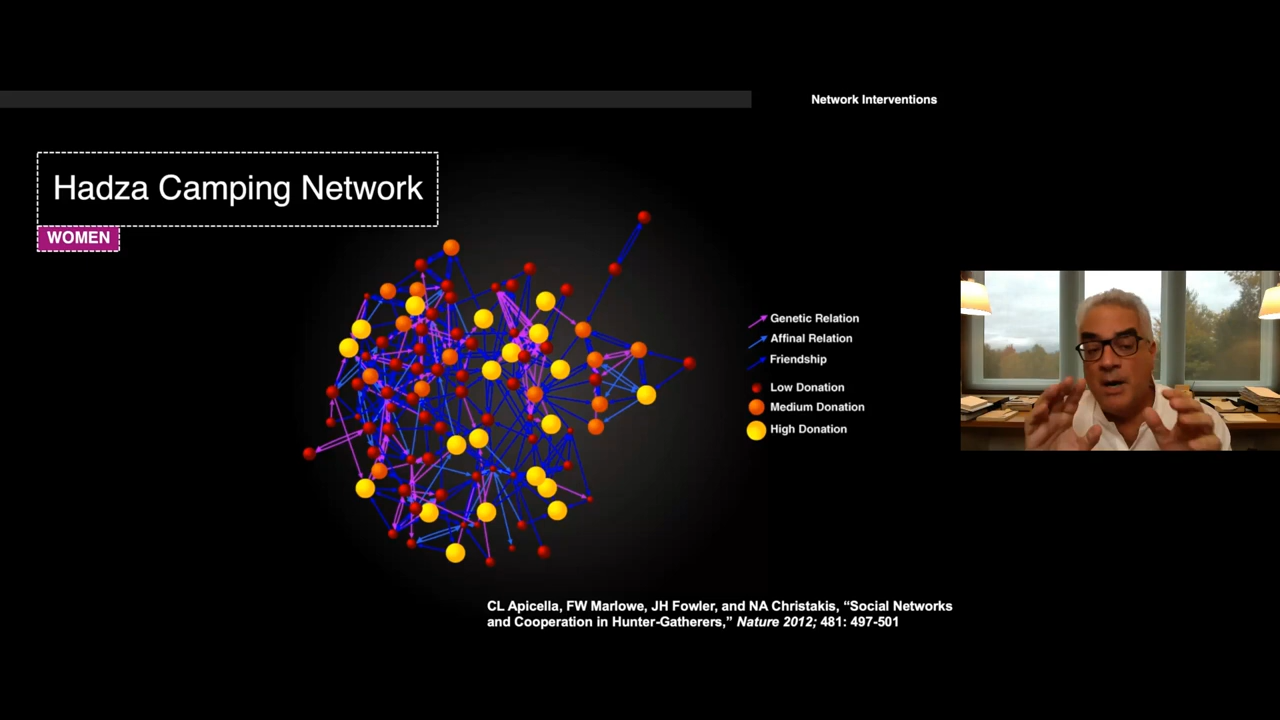 Network Interventions
Hadza Camping Network
WOMEN
Genetic Relation
Affinal Relation
Friendship
Low Donation
Medium Donation
High Donation
CL Apicella, FW Marlowe, JH Fowler, and NA Christakis, “Social Networks
and Cooperation in Hunter-Gatherers,” Nature 2012; 481: 497-501